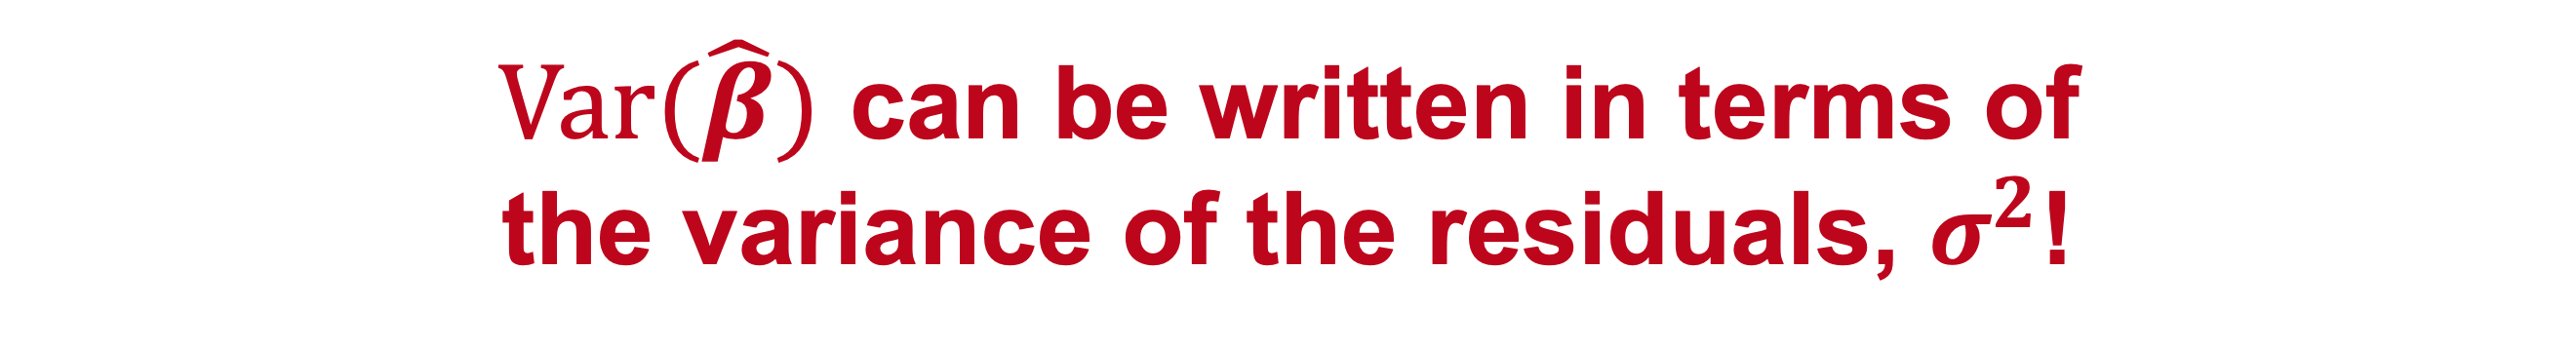 Var(β̂) can be written in terms of
the variance of the residuals, σ²!